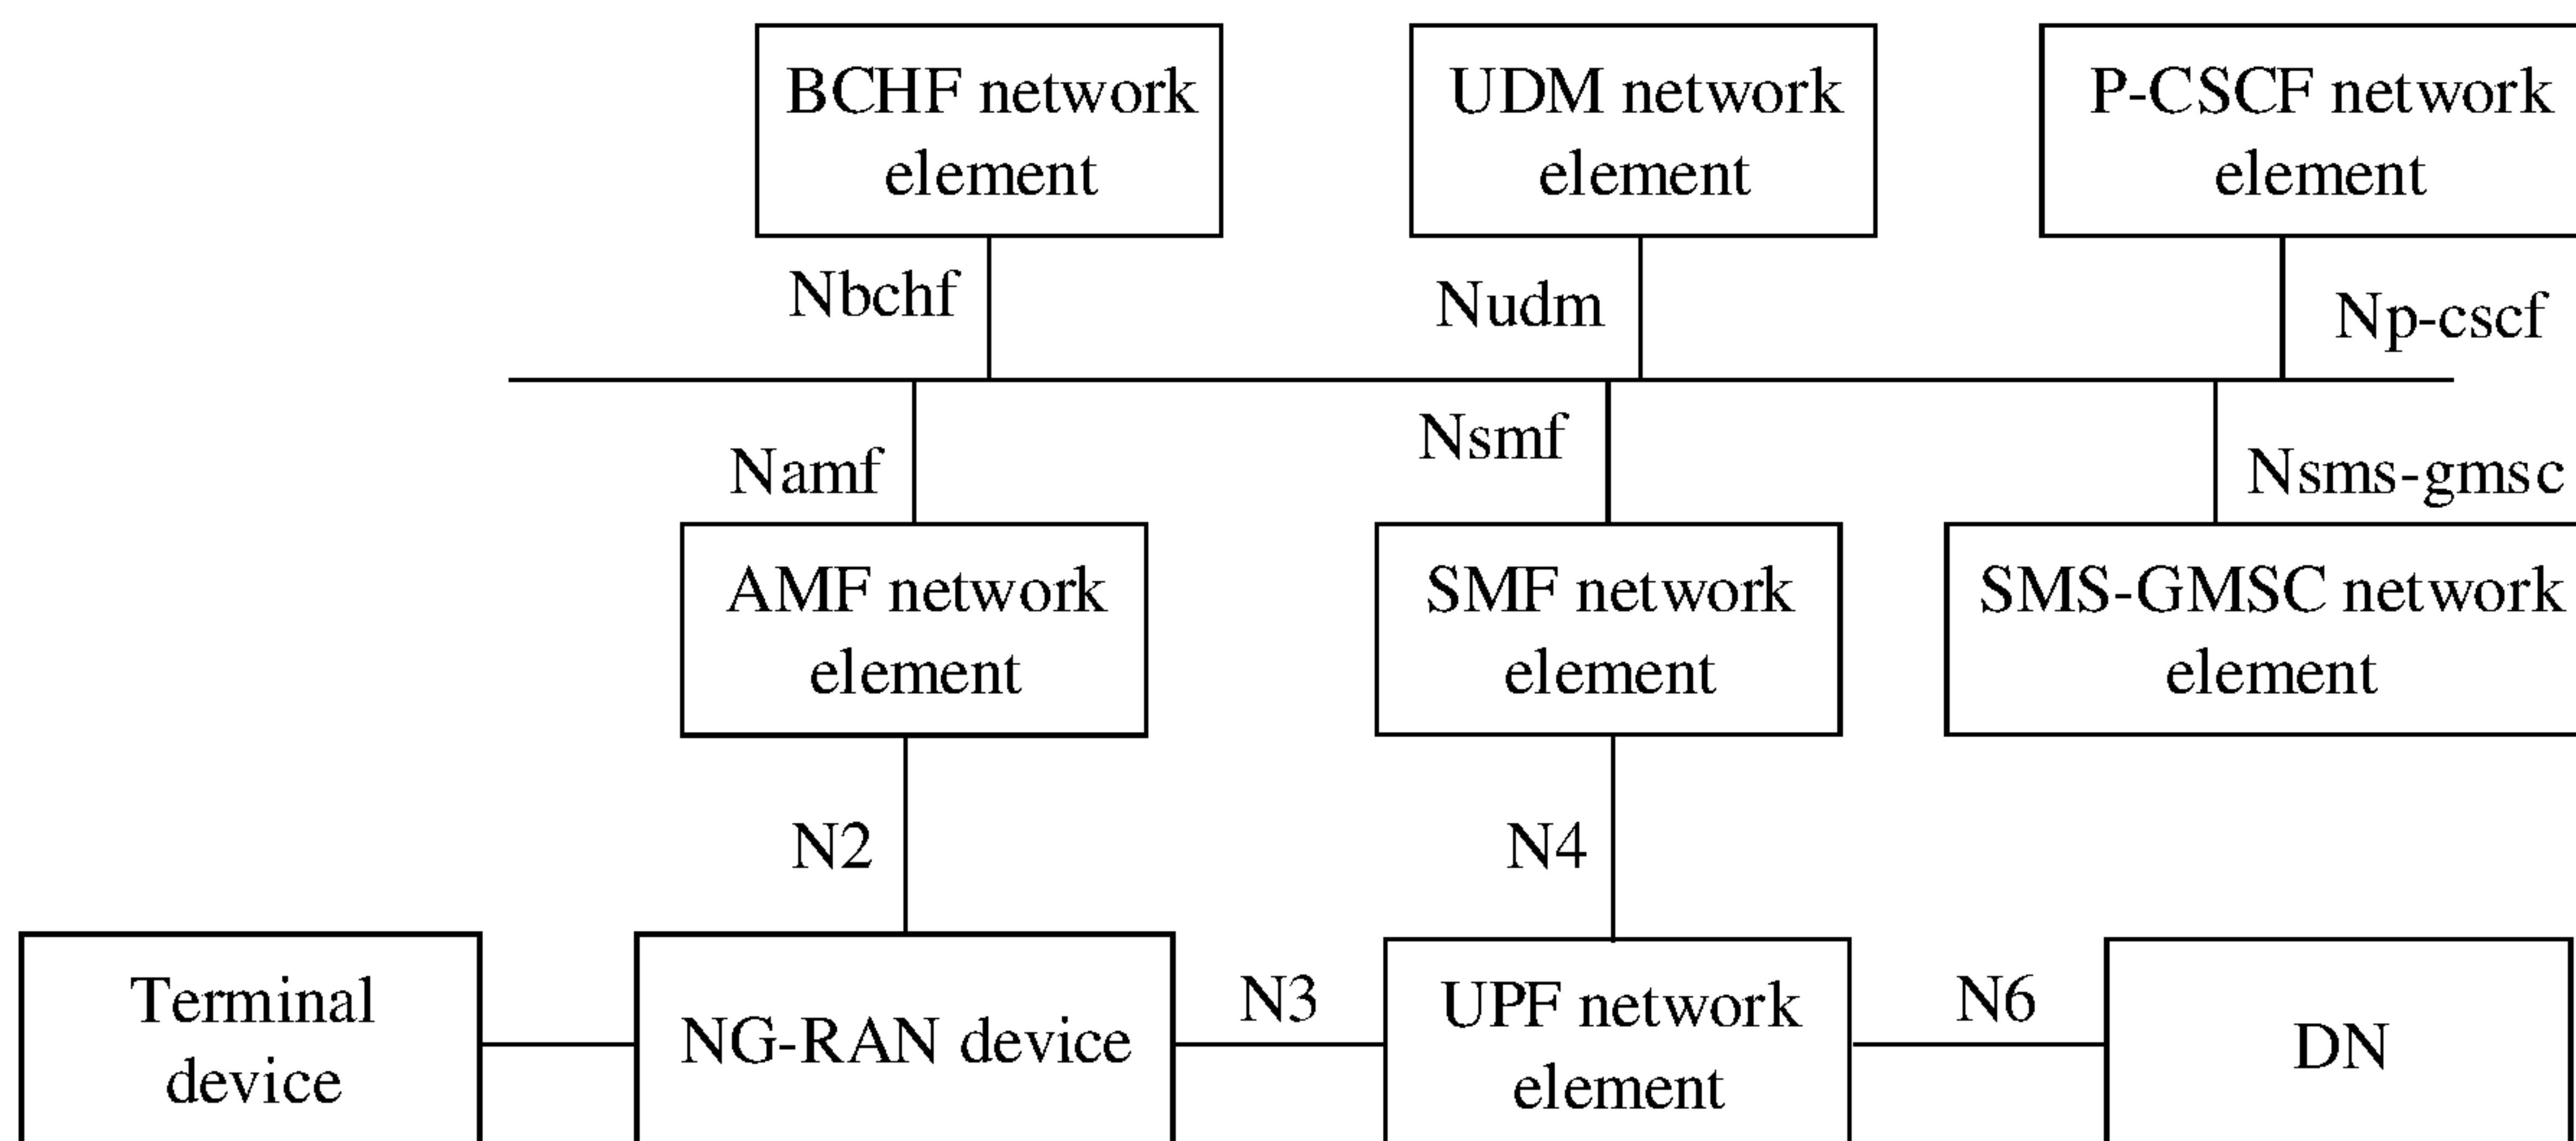 BCHF network
element
UDM network
element
P-CSCF network
element
Nbchf
Nudm
Np-cscf
Namf
Nsmf
Nsms-gmsc
AMF network
element
SMF network
element
SMS-GMSC network
element
N2
N4
Terminal
device
NG-RAN device
N3
UPF network
element
N6
DN